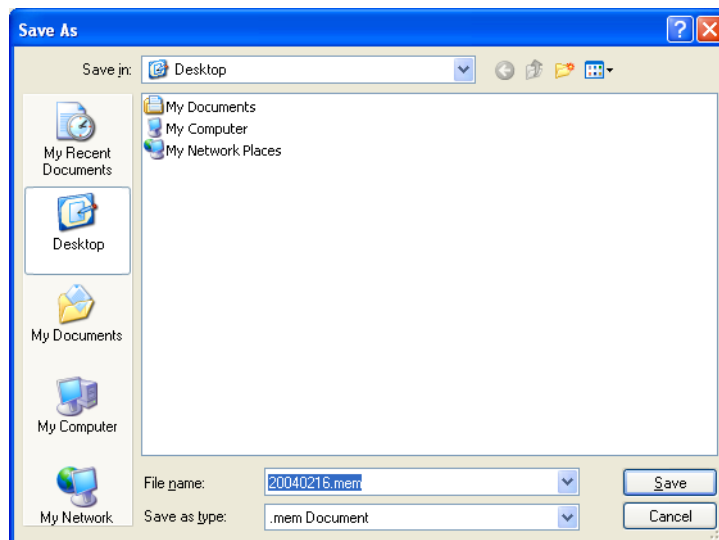 Save As
Save in:
Desktop
My Recent
Documents
Desktop
My Documents
My Computer
My Network
My Documents
My Computer
My Network Places
File name:
20040216.mem
Save
Save as type:
.mem Document
Cancel